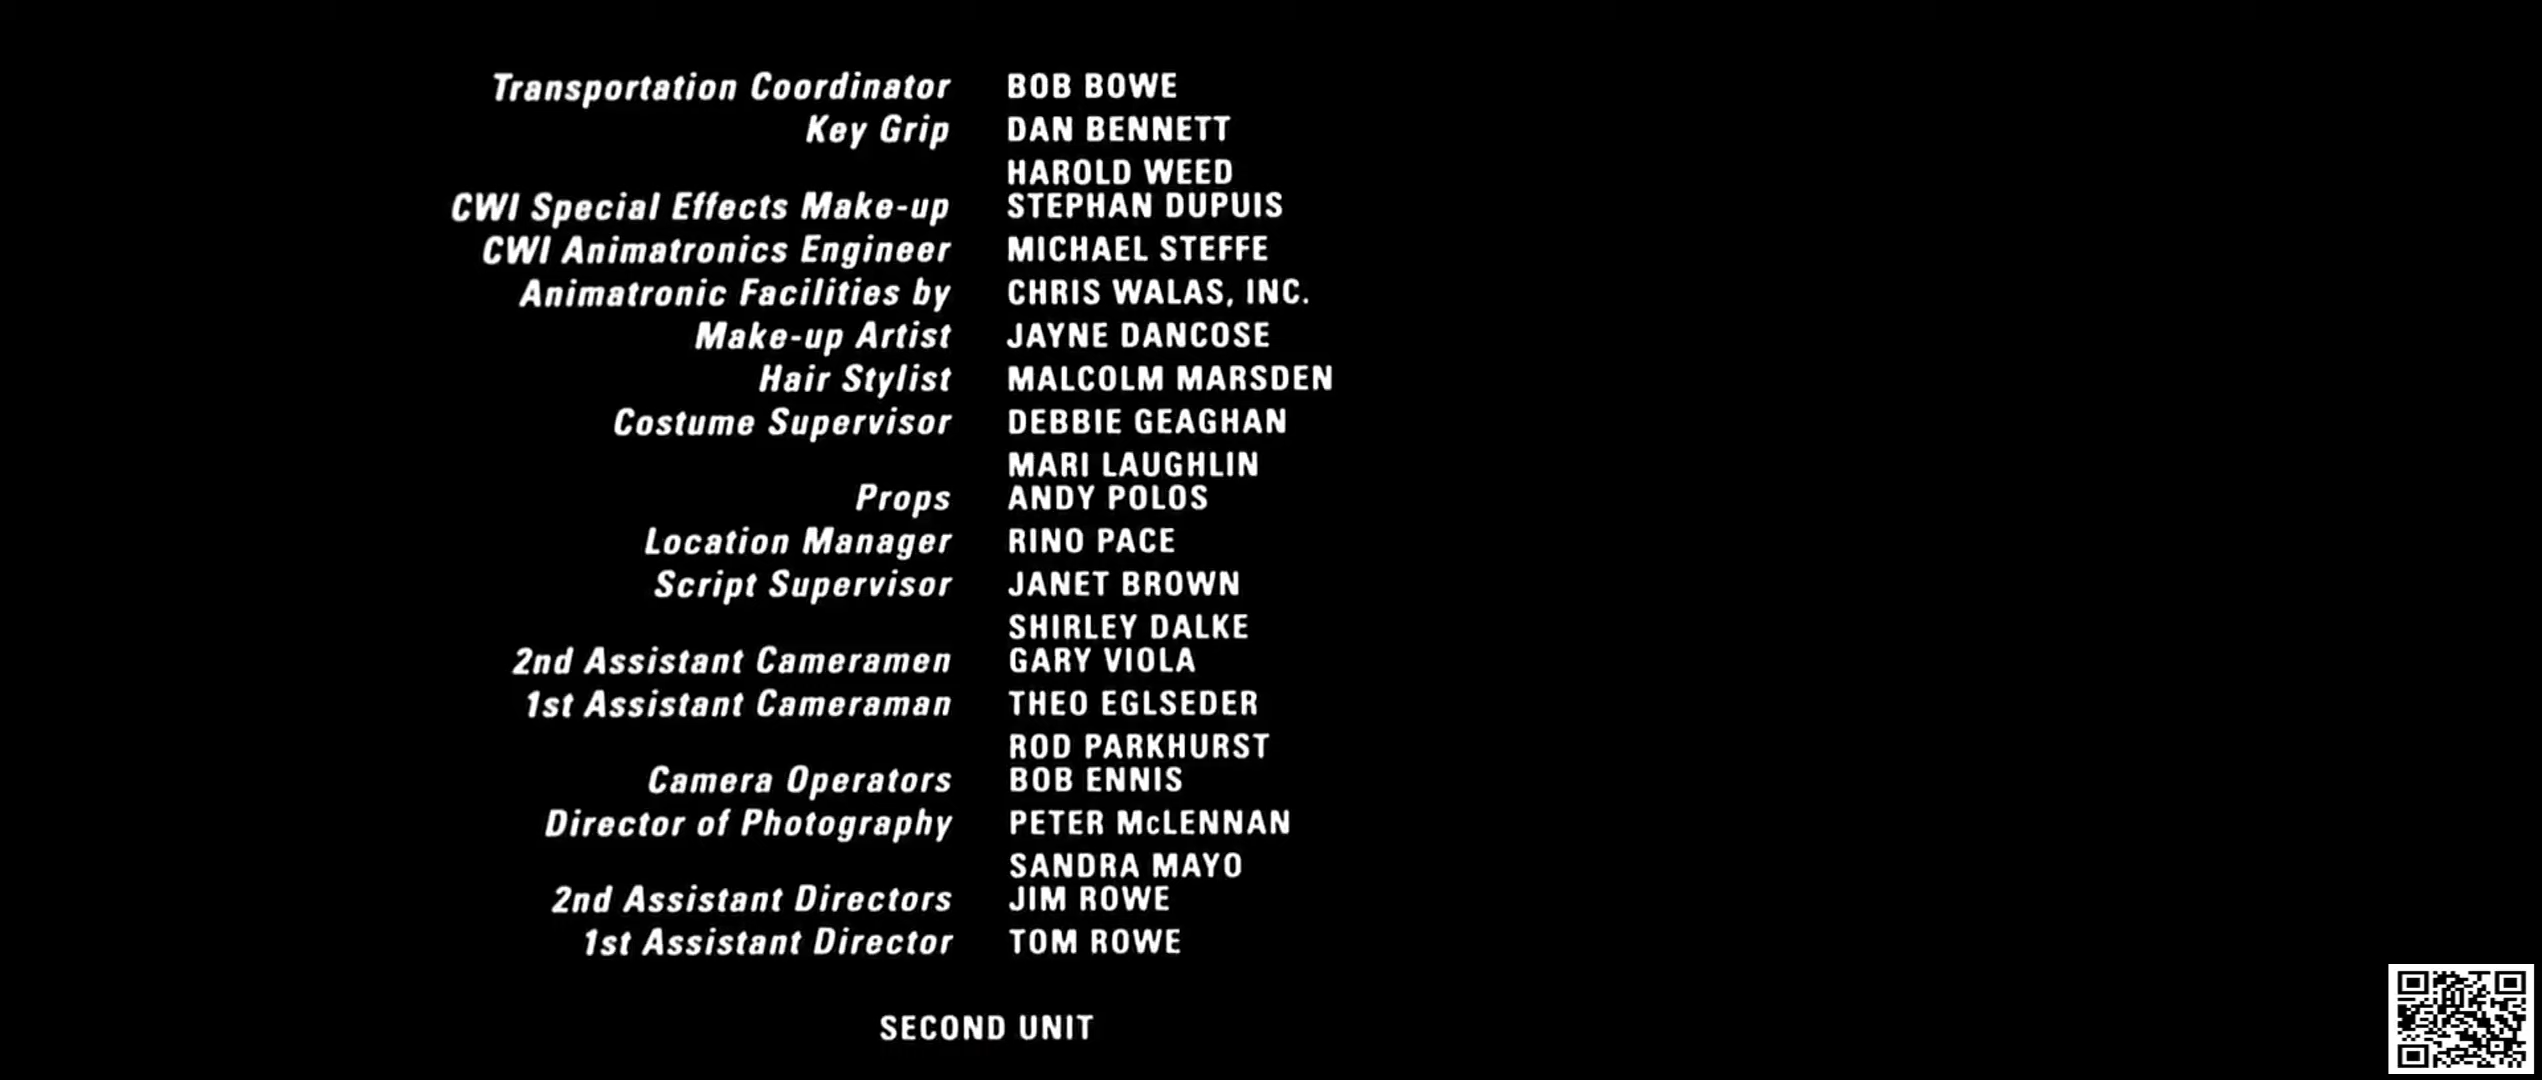 Transportation Coordinator BOB BOWE
Key Grip DAN BENNETT
HAROLD WEED
CWI Special Effects Make-up STEPHAN DUPUIS
CWI Animatronics Engineer MICHAEL STEFFE
Animatronic Facilities by CHRIS WALAS, INC.
Make-up Artist JAYNE DANCOSE
Hair Stylist MALCOLM MARSDEN
Costume Supervisor DEBBIE GEAGHAN
MARI LAUGHLIN
Props ANDY POLOS
Location Manager RINO PACE
Script Supervisor JANET BROWN
SHIRLEY DALKE
2nd Assistant Cameramen GARY VIOLA
1st Assistant Cameraman THEO EGLSEDER
ROD PARKHURST
Camera Operators BOB ENNIS
Director of Photography PETER McLENNAN
SANDRA MAYO
2nd Assistant Directors JIM ROWE
1st Assistant Director TOM ROWE
SECOND UNIT